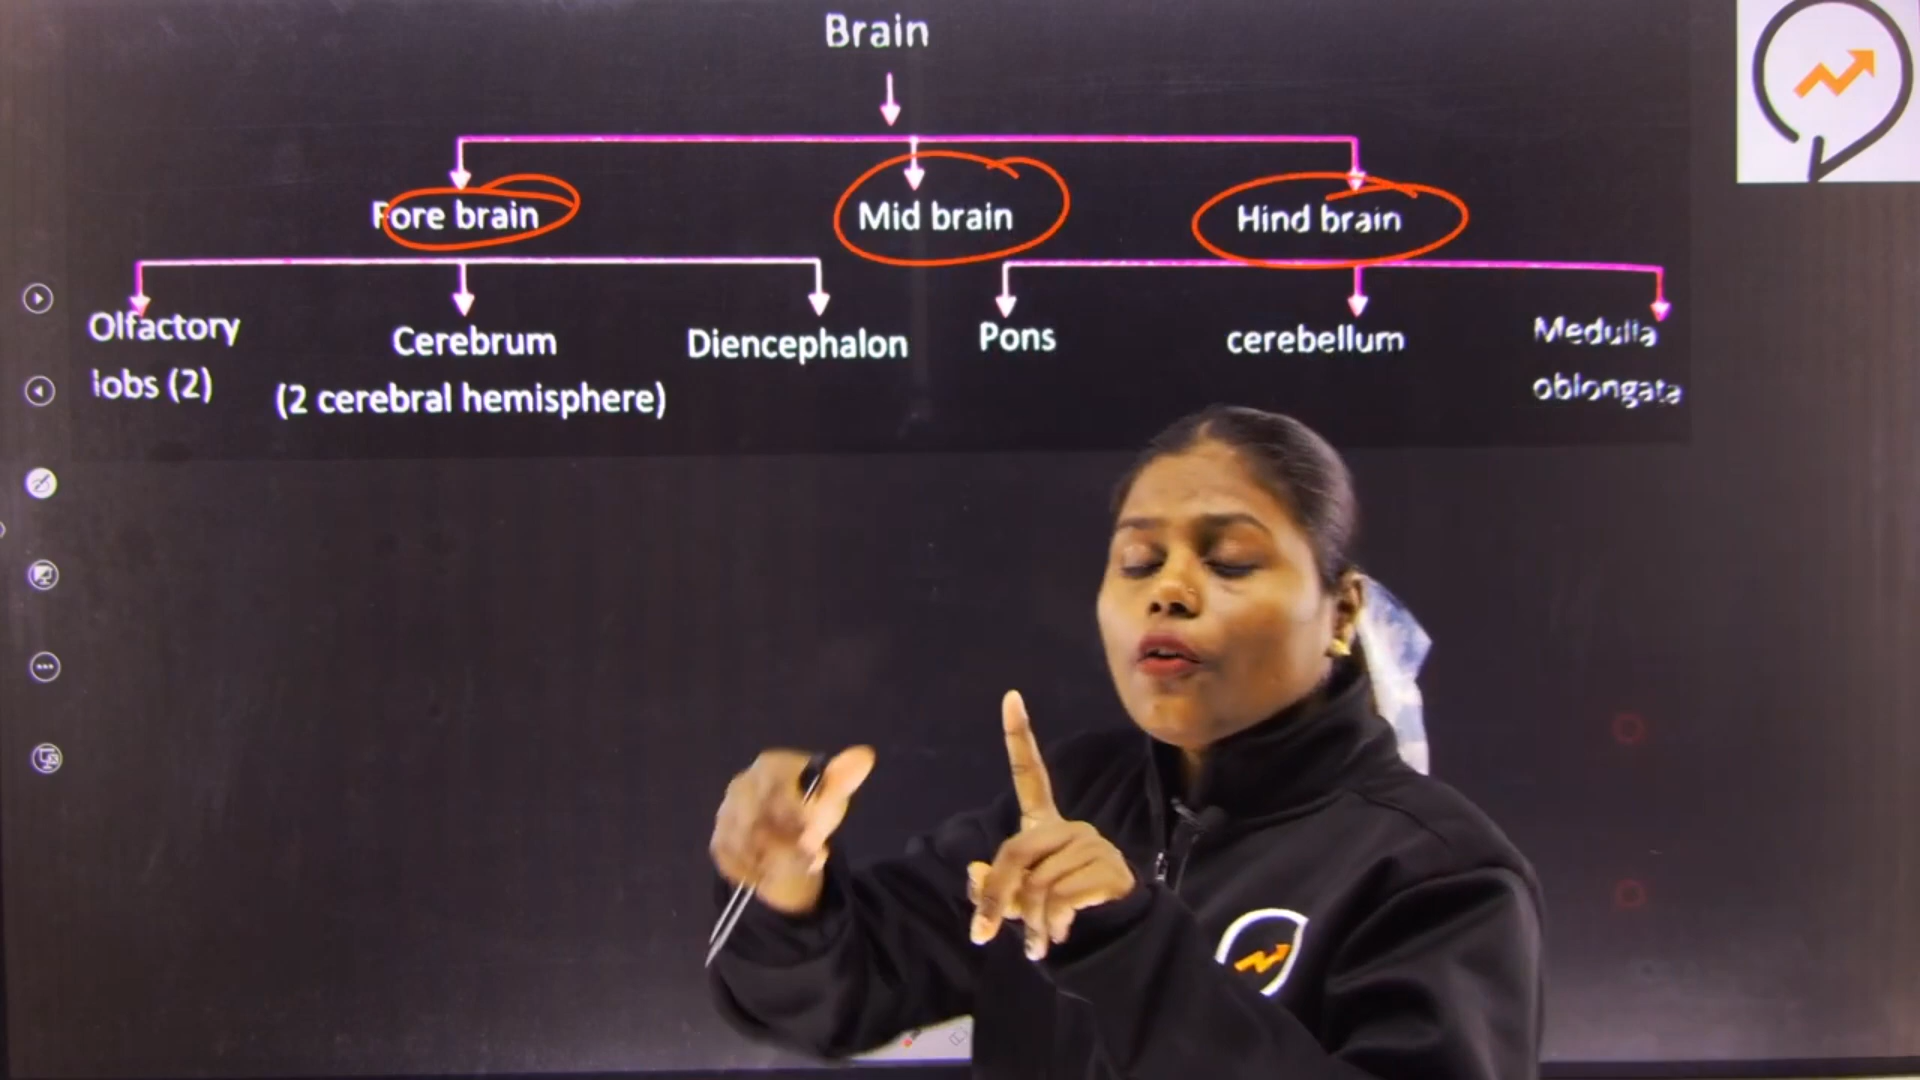 Brain
Fore brain
Mid brain
Hind brain
Olfactory
lobs (2)
Cerebrum
(2 cerebral hemisphere)
Diencephalon
Pons
cerebellum
Medulla
oblongata